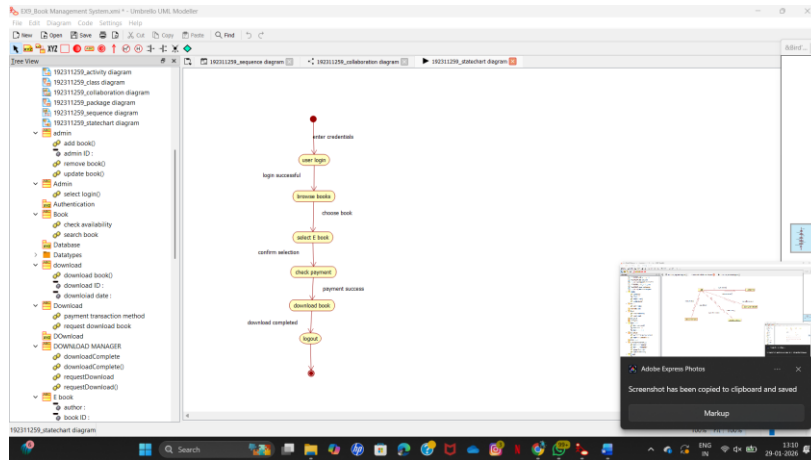 EX9_Book Management System.xmi * - Umbrello UML Modeller
File Edit Diagram Code Settings Help
New Open Save Cut Copy Paste Find
XYZ
Tree View
192311259_sequence diagram
192311259_collaboration diagram
192311259_statechart diagram
192311259_activity diagram
192311259_class diagram
192311259_collaboration diagram
192311259_package diagram
192311259_sequence diagram
192311259_statechart diagram
admin
add book()
admin ID :
remove book()
update book()
Admin
select login()
Authentication
Book
check availability
search book
Database
Datatypes
download
download book()
download ID :
download date :
Download
payment transaction method
request download book
DOwnload
DOWNLOAD MANAGER
downloadComplete
downloadComplete()
requestDownload
requestDownload()
E book
author :
book ID :
enter credentials
user login
login successful
browse books
choose book
select E book
confirm selection
check payment
payment success
download book
download completed
logout
Adobe Express Photos
Screenshot has been copied to clipboard and saved
Markup
192311259_statechart diagram
Search
99+
ENG
IN
13:10
29-01-2026